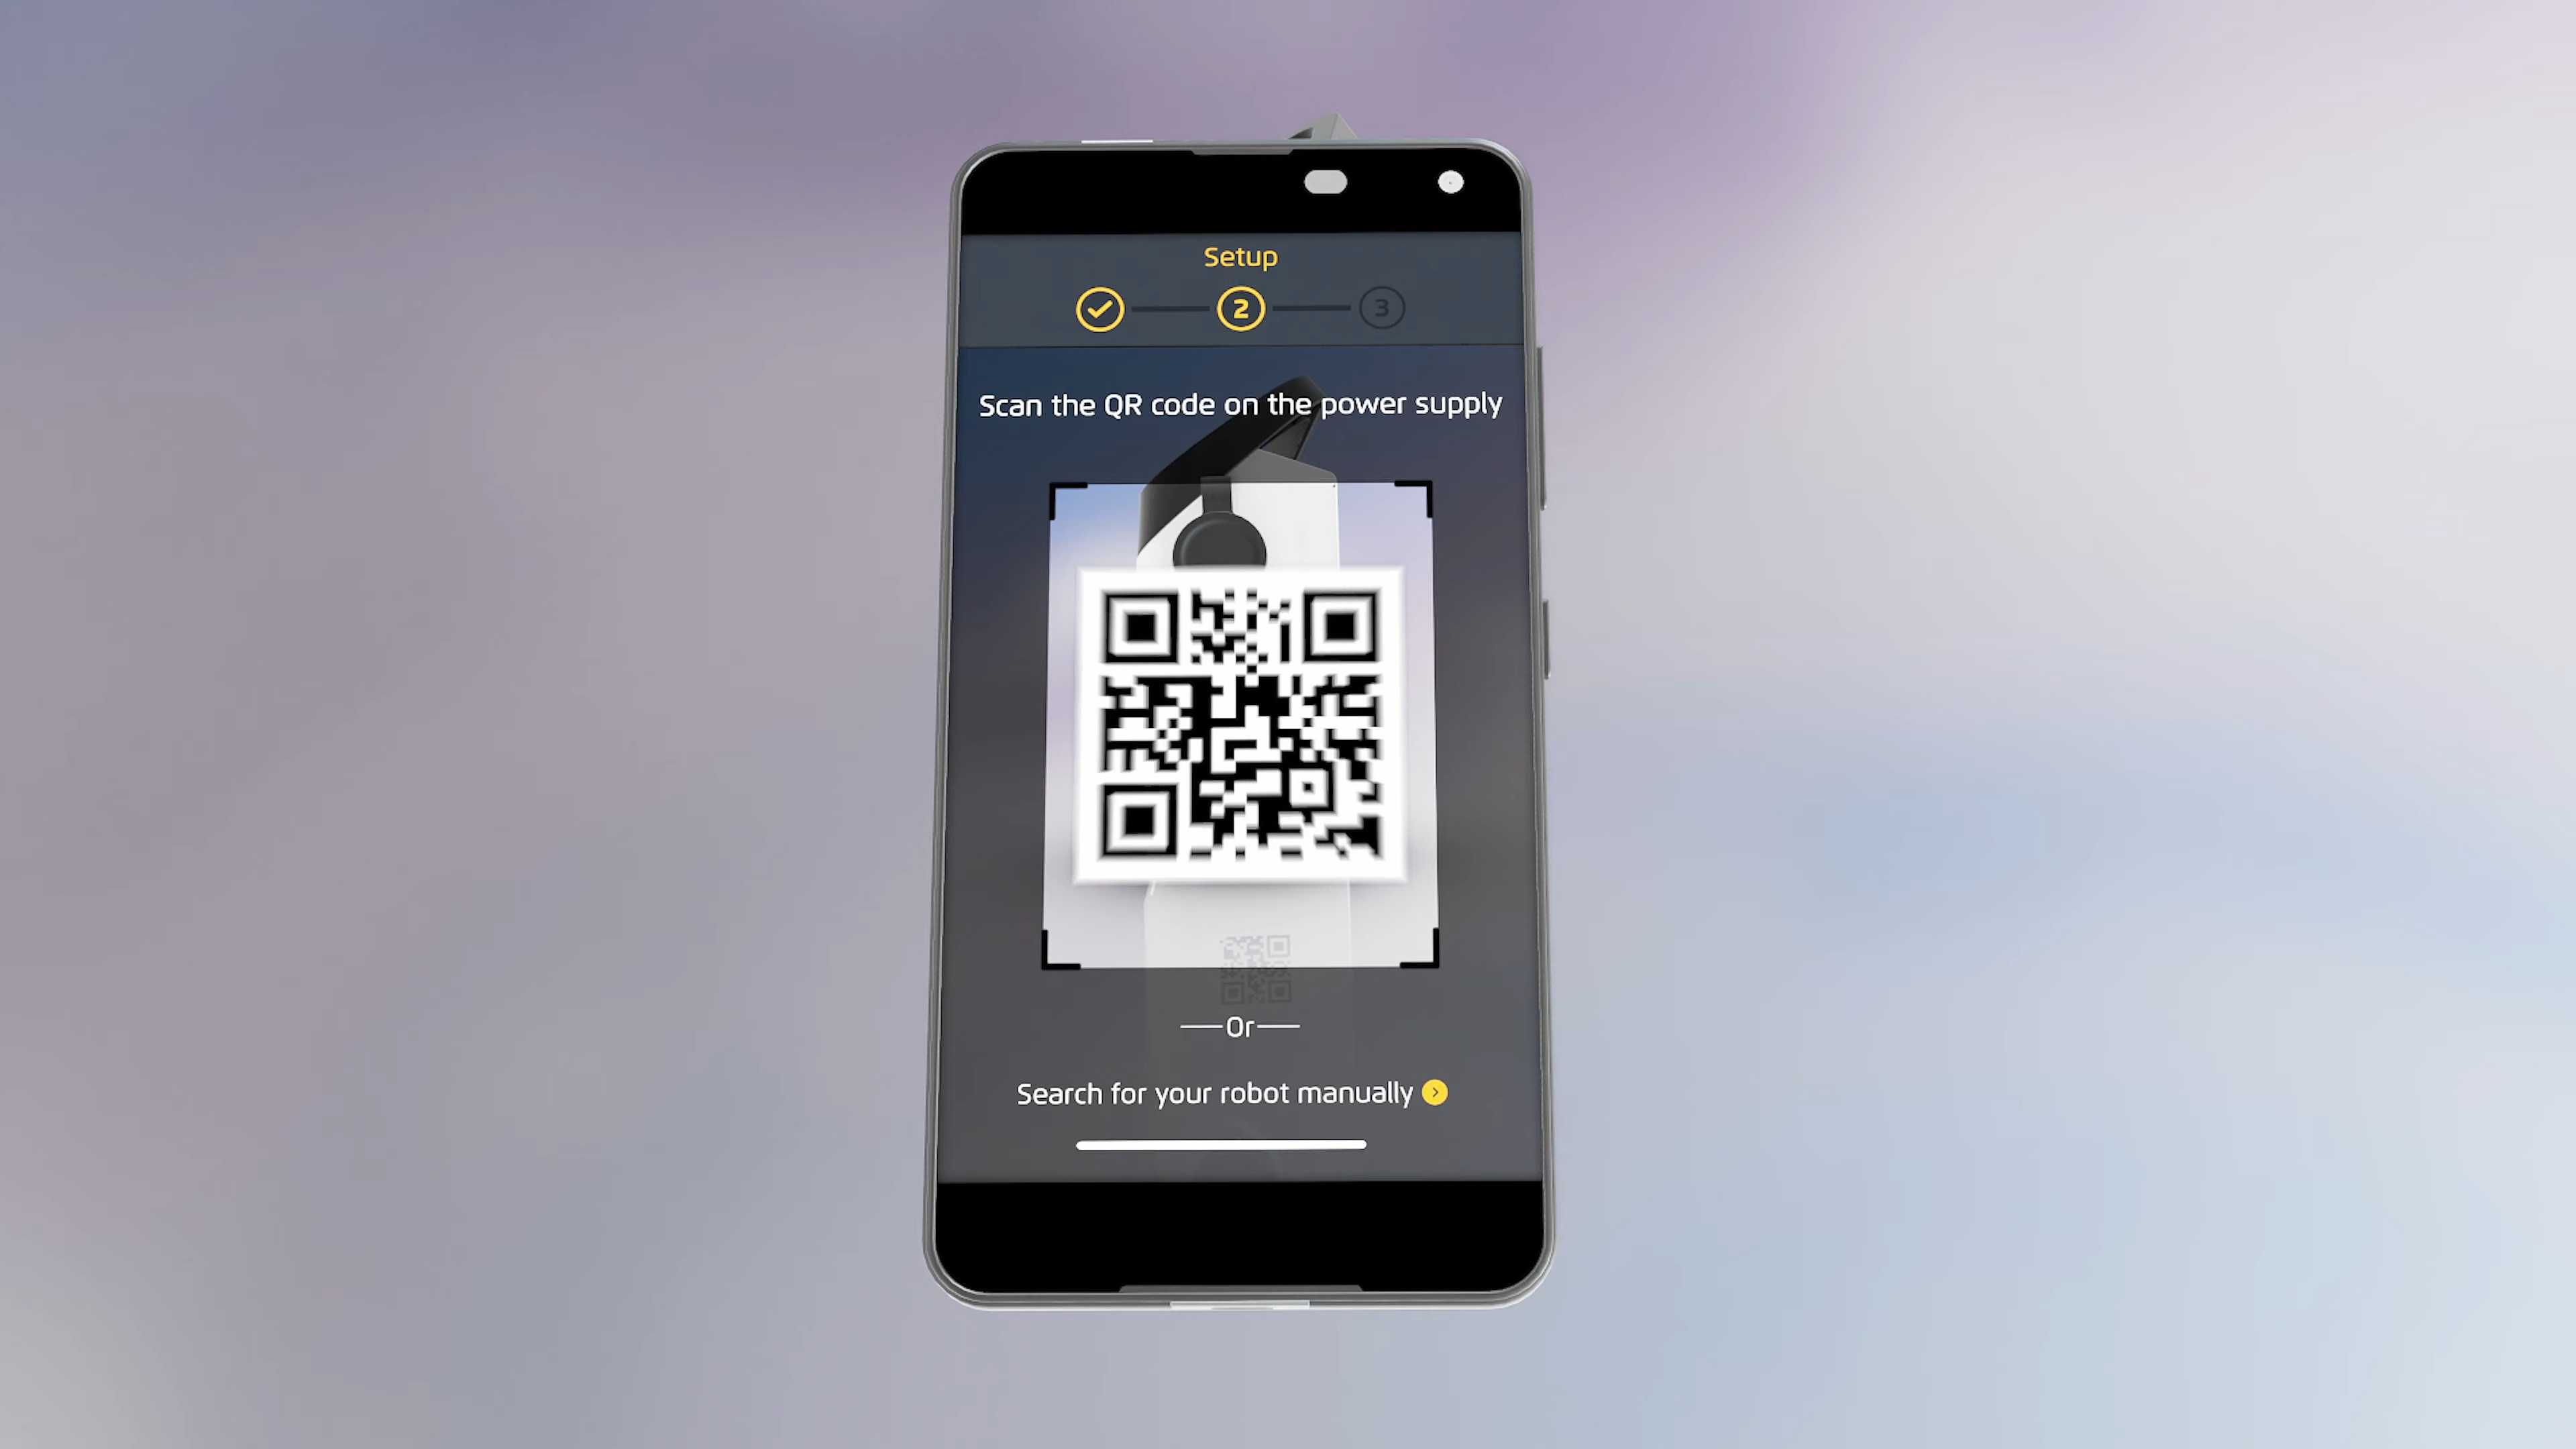 Setup
2 3
Scan the QR code on the power supply
Or
Search for your robot manually